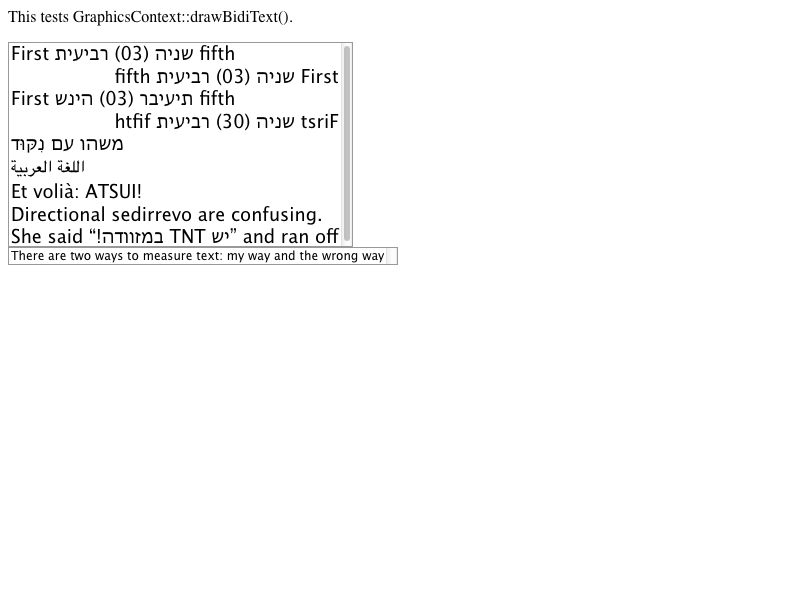 This tests GraphicsContext::drawBidiText().
First שניה (03) רביעית fifth
First שניה (03) רביעית fifth
First תיעיבר (03) הינש fifth
tsriF שניה (30) רביעית htfif
משהו עם נִקּוּד
اللغة العربية
Et volià: ATSUI!
Directional sedirrevo are confusing.
She said “יש TNT במזוודה!” and ran off
There are two ways to measure text: my way and the wrong way